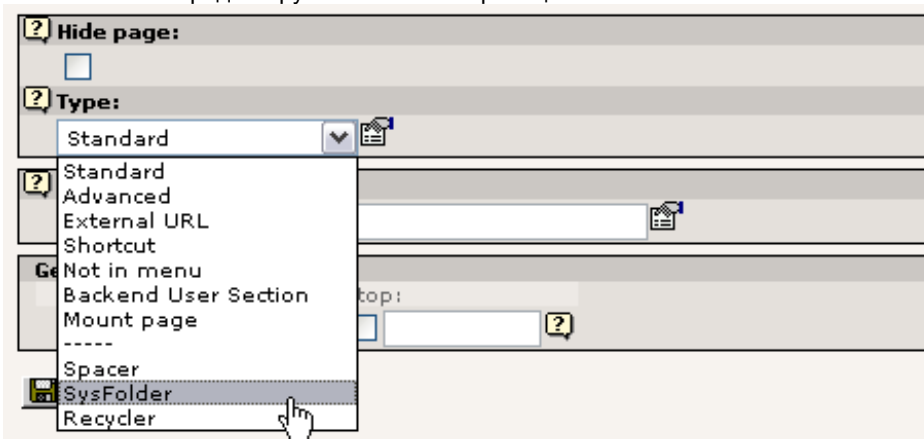 Hide page:
Type:
Standard
Standard
Advanced
External URL
Shortcut
Not in menu
Backend User Section
top:
Mount page
-----
Spacer
SysFolder
Recycler